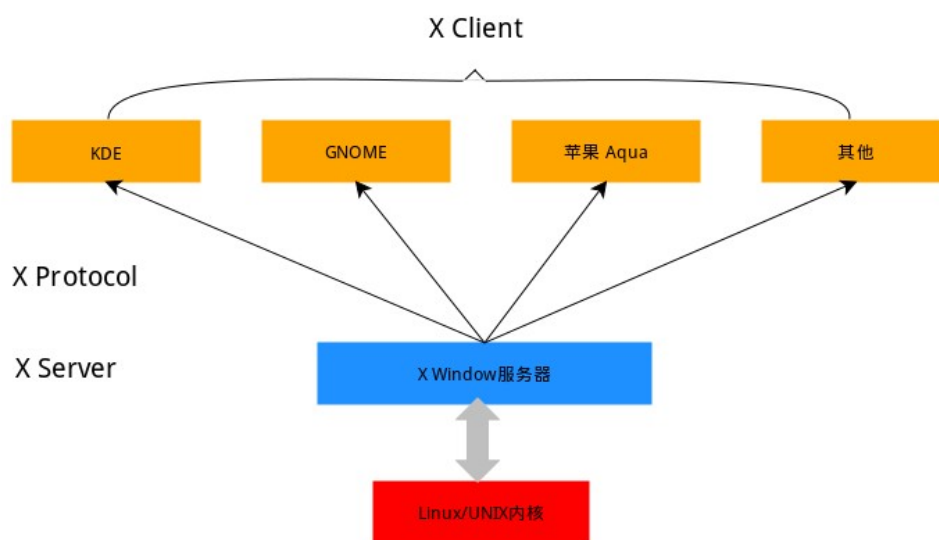 X Client
KDE
GNOME
苹果 Aqua
其他
X Protocol
X Server
X Window服务器
Linux/UNIX内核